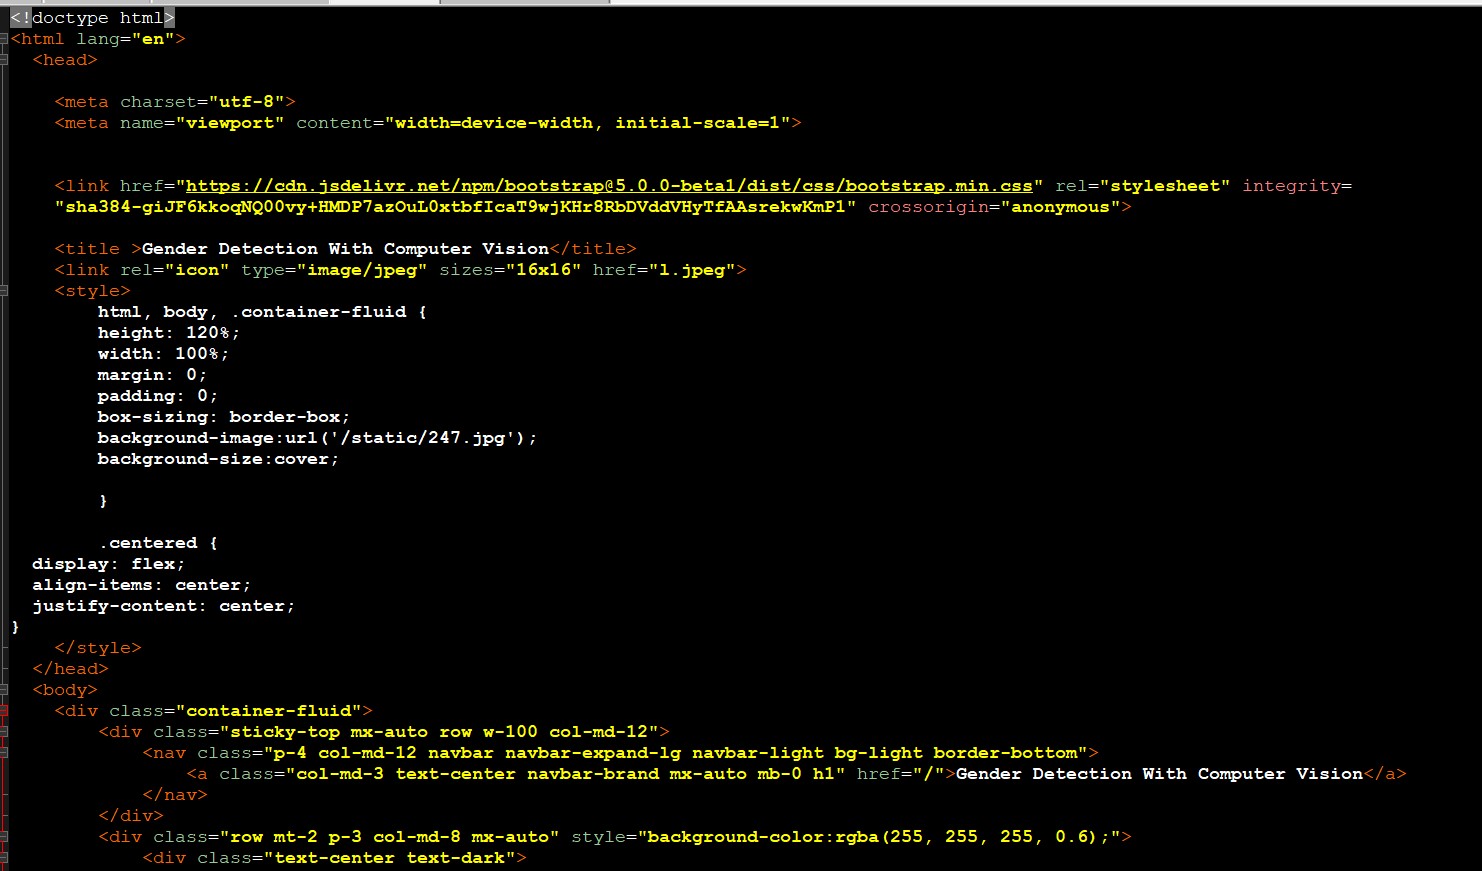 <!doctype html>
<html lang="en">
<head>
<meta charset="utf-8">
<meta name="viewport" content="width=device-width, initial-scale=1">
<link href="https://cdn.jsdelivr.net/npm/bootstrap@5.0.0-beta1/dist/css/bootstrap.min.css" rel="stylesheet" integrity=
"sha384-giJF6kkoqNQ00vy+HMDP7azOuL0xtbfIcaT9wjKHr8RbDVddVHyTfAAsrekwKmP1" crossorigin="anonymous">
<title >Gender Detection With Computer Vision</title>
<link rel="icon" type="image/jpeg" sizes="16x16" href="l.jpeg">
<style>
html, body, .container-fluid {
height: 120%;
width: 100%;
margin: 0;
padding: 0;
box-sizing: border-box;
background-image:url('/static/247.jpg');
background-size:cover;
}
.centered {
display: flex;
align-items: center;
justify-content: center;
}
</style>
</head>
<body>
<div class="container-fluid">
<div class="sticky-top mx-auto row w-100 col-md-12">
<nav class="p-4 col-md-12 navbar navbar-expand-lg navbar-light bg-light border-bottom">
<a class="col-md-3 text-center navbar-brand mx-auto mb-0 h1" href="/">Gender Detection With Computer Vision</a>
</nav>
</div>
<div class="row mt-2 p-3 col-md-8 mx-auto" style="background-color:rgba(255, 255, 255, 0.6);">
<div class="text-center text-dark">